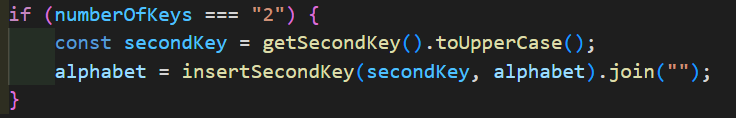 if (numberOfKeys === "2") {
    const secondKey = getSecondKey().toUpperCase();
    alphabet = insertSecondKey(secondKey, alphabet).join("");
}